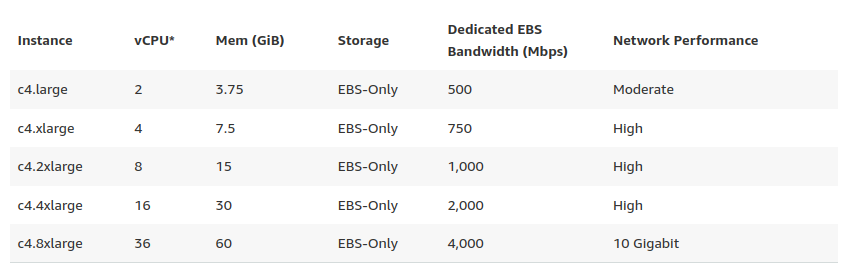 Instance vCPU* Mem (GiB) Storage Dedicated EBS Bandwidth (Mbps) Network Performance
c4.large 2 3.75 EBS-Only 500 Moderate
c4.xlarge 4 7.5 EBS-Only 750 High
c4.2xlarge 8 15 EBS-Only 1,000 High
c4.4xlarge 16 30 EBS-Only 2,000 High
c4.8xlarge 36 60 EBS-Only 4,000 10 Gigabit